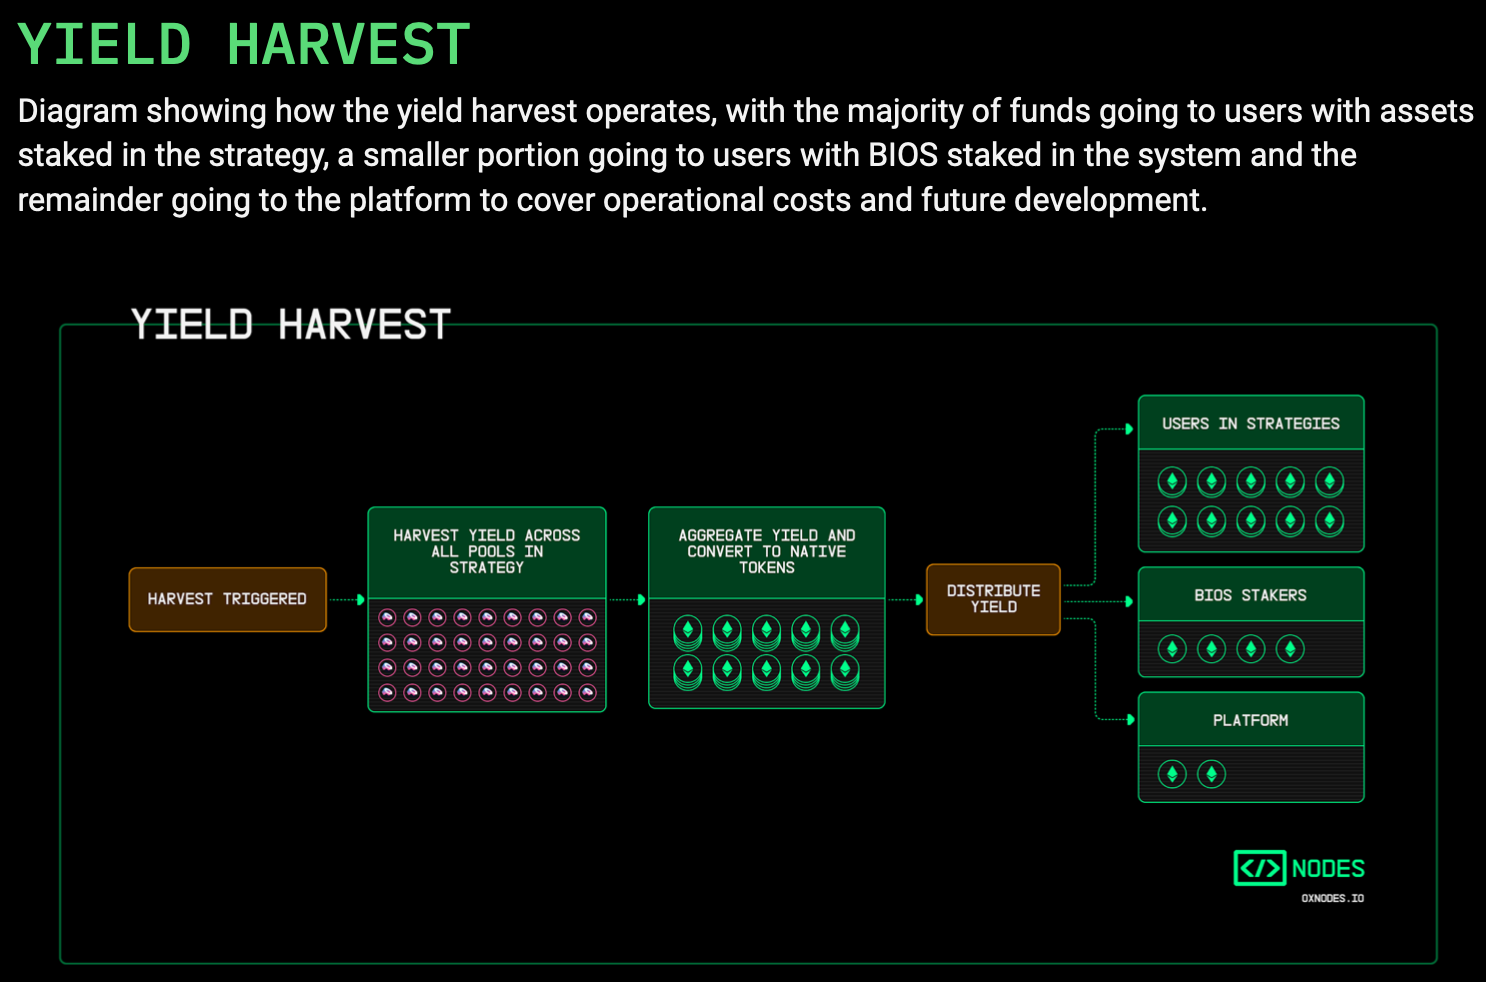 YIELD HARVEST
Diagram showing how the yield harvest operates, with the majority of funds going to users with assets
staked in the strategy, a smaller portion going to users with BIOS staked in the system and the
remainder going to the platform to cover operational costs and future development.
YIELD HARVEST
HARVEST TRIGGERED
HARVEST YIELD ACROSS
ALL POOLS IN
STRATEGY
AGGREGATE YIELD AND
CONVERT TO NATIVE
TOKENS
DISTRIBUTE
YIELD
USERS IN STRATEGIES
BIOS STAKERS
PLATFORM
</> NODES
0XNODES.IO